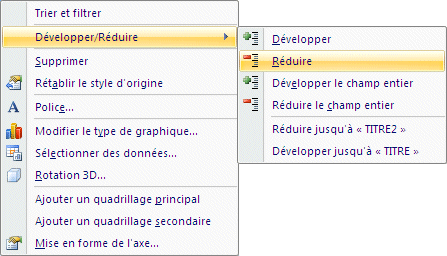 Trier et filtrer
Développer/Réduire
Supprimer
Rétablir le style d'origine
Police...
Modifier le type de graphique...
Sélectionner des données...
Rotation 3D...
Ajouter un quadrillage principal
Ajouter un quadrillage secondaire
Mise en forme de l'axe...
Développer
Réduire
Développer le champ entier
Réduire le champ entier
Réduire jusqu'à « TITRE2 »
Développer jusqu'à « TITRE »